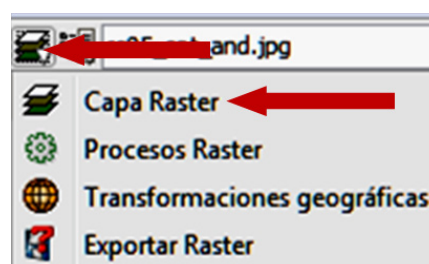 and.jpg
Capa Raster
Procesos Raster
Transformaciones geográficas
Exportar Raster